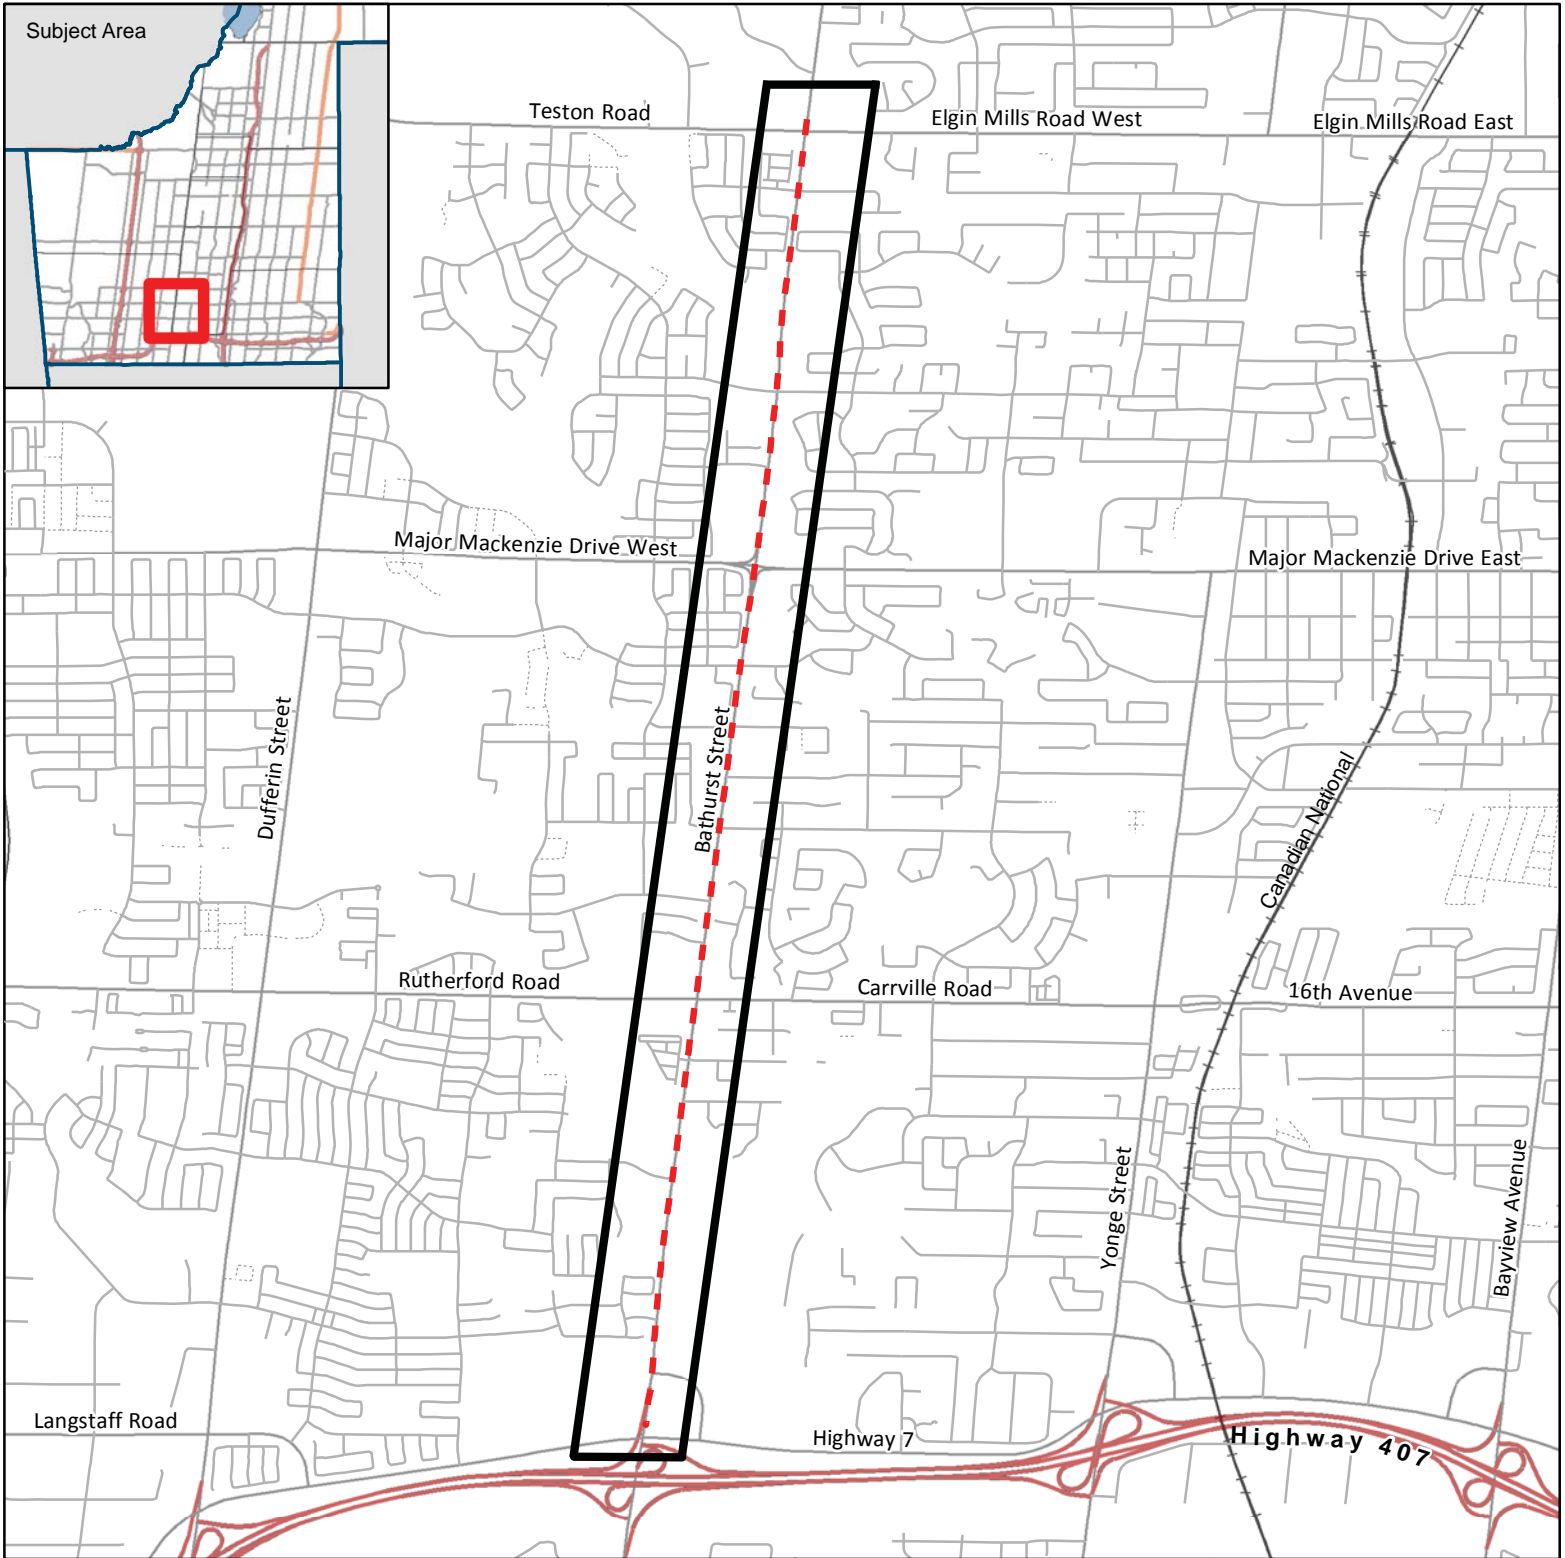 Subject Area
Teston Road
Elgin Mills Road West
Elgin Mills Road East
Major Mackenzie Drive West
Major Mackenzie Drive East
Dufferin Street
Bathurst Street
Canadian National
Rutherford Road
Carrville Road
16th Avenue
Yonge Street
Bayview Avenue
Langstaff Road
Highway 7
Highway 407